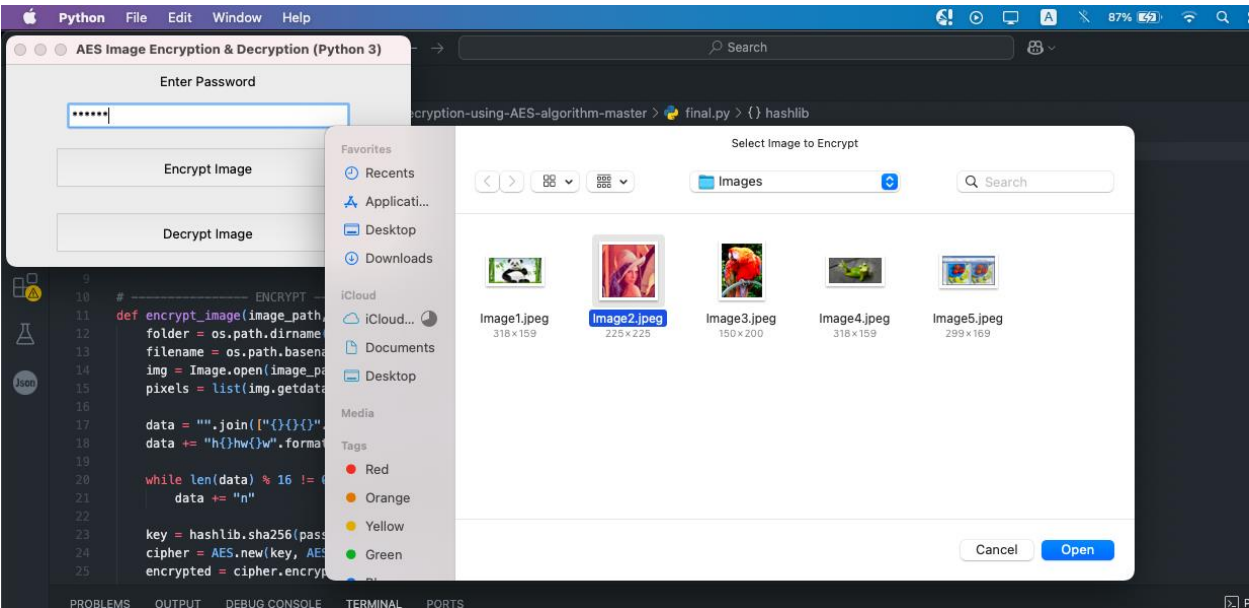 Python File Edit Window Help
A 87%
AES Image Encryption & Decryption (Python 3)
Search
Enter Password
ecryption-using-AES-algorithm-master > final.py > {} hashlib
Encrypt Image
Decrypt Image
Select Image to Encrypt
Images
Search
Favorites
Recents
Applicati...
Desktop
Downloads
iCloud
iCloud...
Documents
Desktop
Media
Tags
Red
Orange
Yellow
Green
Image1.jpeg
318×159
Image2.jpeg
225×225
Image3.jpeg
150×200
Image4.jpeg
318×159
Image5.jpeg
299×169
Cancel
Open
Json
9
10 # ———————— ENCRYPT —
11 def encrypt_image(image_path,
12 folder = os.path.dirname(
13 filename = os.path.basena
14 img = Image.open(image_pa
15 pixels = list(img.getdata
16
17 data = "".join(["{}{}{}".
18 data += "h{}hw{}w".format
19
20 while len(data) % 16 != 0
21 data += "n"
22
23 key = hashlib.sha256(pass
24 cipher = AES.new(key, AES
25 encrypted = cipher.encryp
PROBLEMS OUTPUT DEBUG CONSOLE TERMINAL PORTS